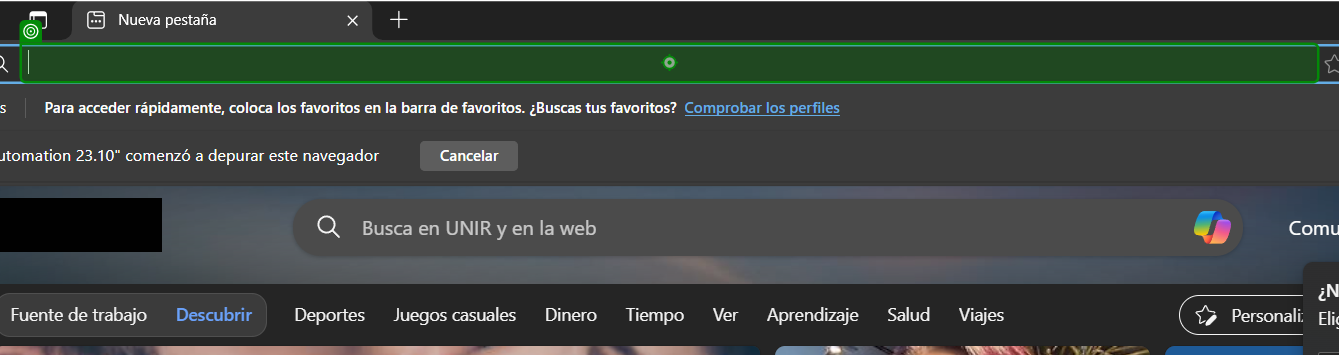 Nueva pestaña
s Para acceder rápidamente, coloca los favoritos en la barra de favoritos. ¿Buscas tus favoritos? Comprobar los perfiles
utomation 23.10" comenzó a depurar este navegador Cancelar
Busca en UNIR y en la web
Comu
¿N
Fuente de trabajo Descubrir Deportes Juegos casuales Dinero Tiempo Ver Aprendizaje Salud Viajes Personaliz
Elig